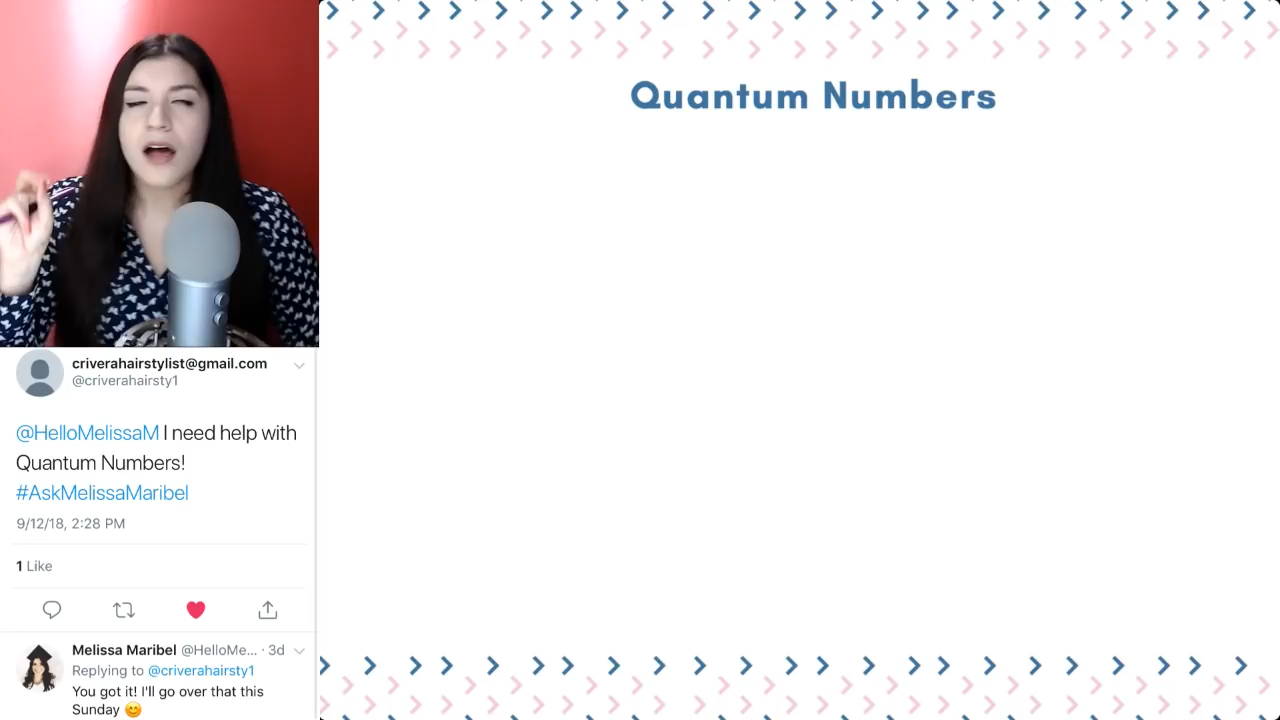 Quantum Numbers
criverahairstylist@gmail.com
@criverahairsty1
@HelloMelissaM I need help with
Quantum Numbers!
#AskMelissaMaribel
9/12/18, 2:28 PM
1 Like
Melissa Maribel @HelloMe... · 3d
Replying to @criverahairsty1
You got it! I'll go over that this
Sunday 😊